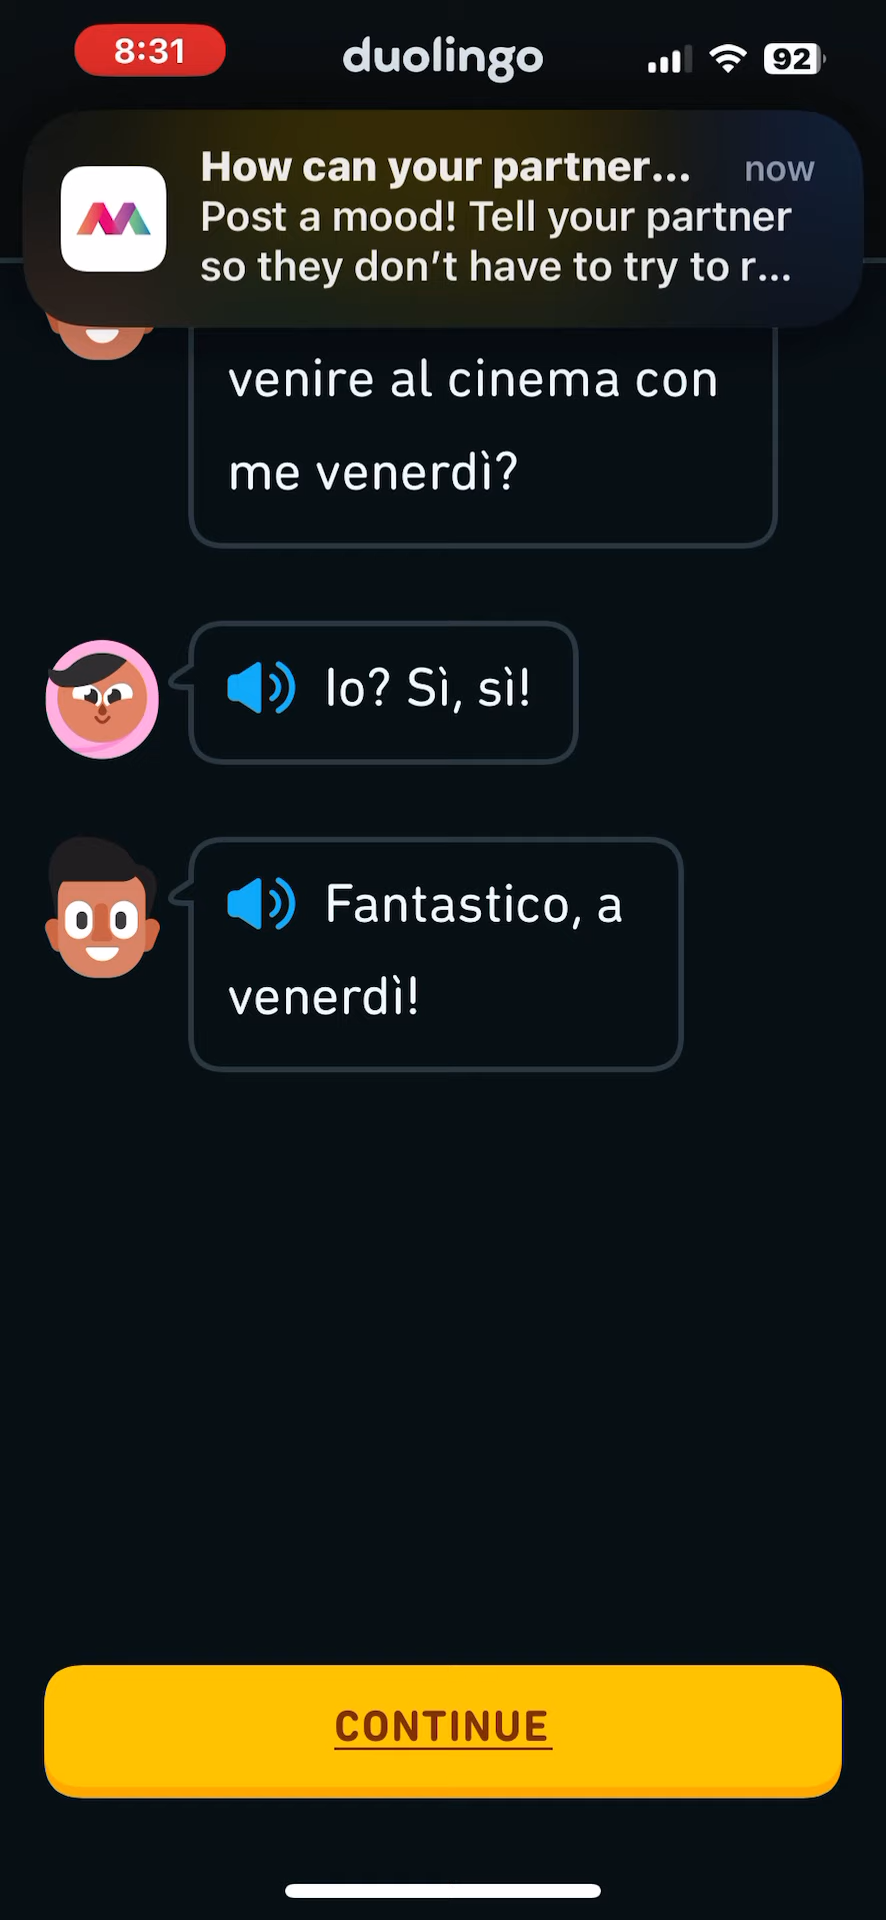 8:31
duolingo
92
How can your partner...
now
Post a mood! Tell your partner
so they don't have to try to r...
venire al cinema con
me venerdì?
Io? Sì, sì!
Fantastico, a
venerdì!
CONTINUE